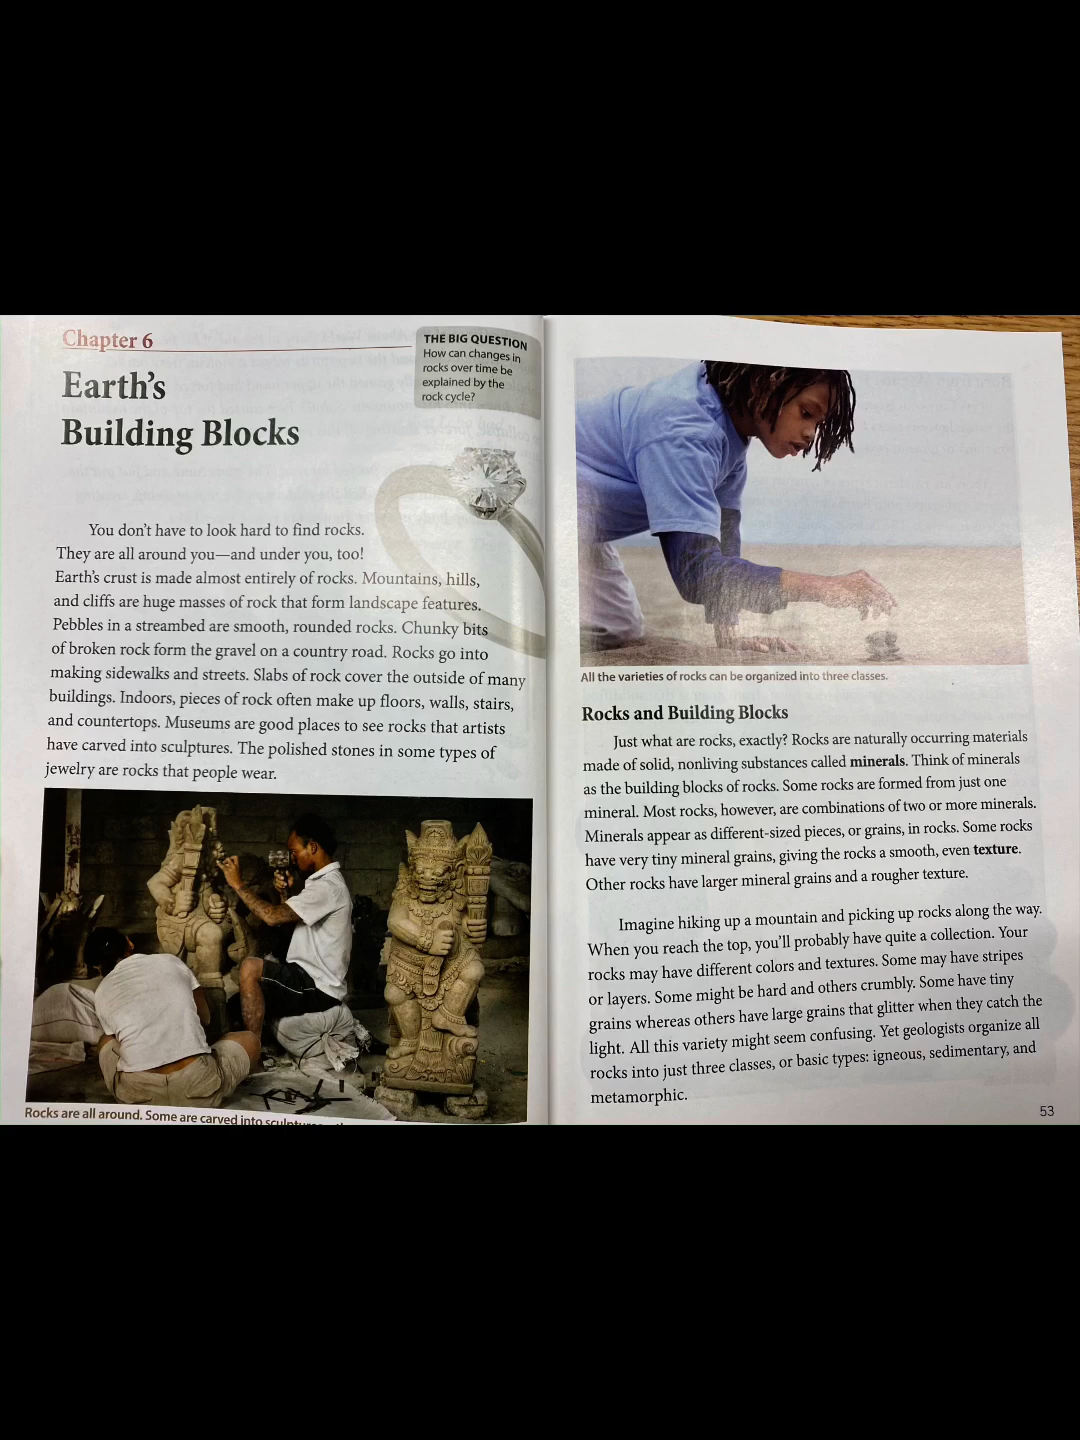 Chapter 6
THE BIG QUESTION
How can changes in
rocks over time be
explained by the
rock cycle?
Earth's
Building Blocks
You don't have to look hard to find rocks.
They are all around you—and under you, too!
Earth's crust is made almost entirely of rocks. Mountains, hills,
and cliffs are huge masses of rock that form landscape features.
Pebbles in a streambed are smooth, rounded rocks. Chunky bits
of broken rock form the gravel on a country road. Rocks go into
making sidewalks and streets. Slabs of rock cover the outside of many
buildings. Indoors, pieces of rock often make up floors, walls, stairs,
and countertops. Museums are good places to see rocks that artists
have carved into sculptures. The polished stones in some types of
jewelry are rocks that people wear.
Rocks are all around. Some are carved into
All the varieties of rocks can be organized into three classes.
Rocks and Building Blocks
Just what are rocks, exactly? Rocks are naturally occurring materials
made of solid, nonliving substances called minerals. Think of minerals
as the building blocks of rocks. Some rocks are formed from just one
mineral. Most rocks, however, are combinations of two or more minerals.
Minerals appear as different-sized pieces, or grains, in rocks. Some rocks
have very tiny mineral grains, giving the rocks a smooth, even texture.
Other rocks have larger mineral grains and a rougher texture.
Imagine hiking up a mountain and picking up rocks along the way.
When you reach the top, you'll probably have quite a collection. Your
rocks may have different colors and textures. Some may have stripes
or layers. Some might be hard and others crumbly. Some have tiny
grains whereas others have large grains that glitter when they catch the
light. All this variety might seem confusing. Yet geologists organize all
rocks into just three classes, or basic types: igneous, sedimentary, and
metamorphic.
53